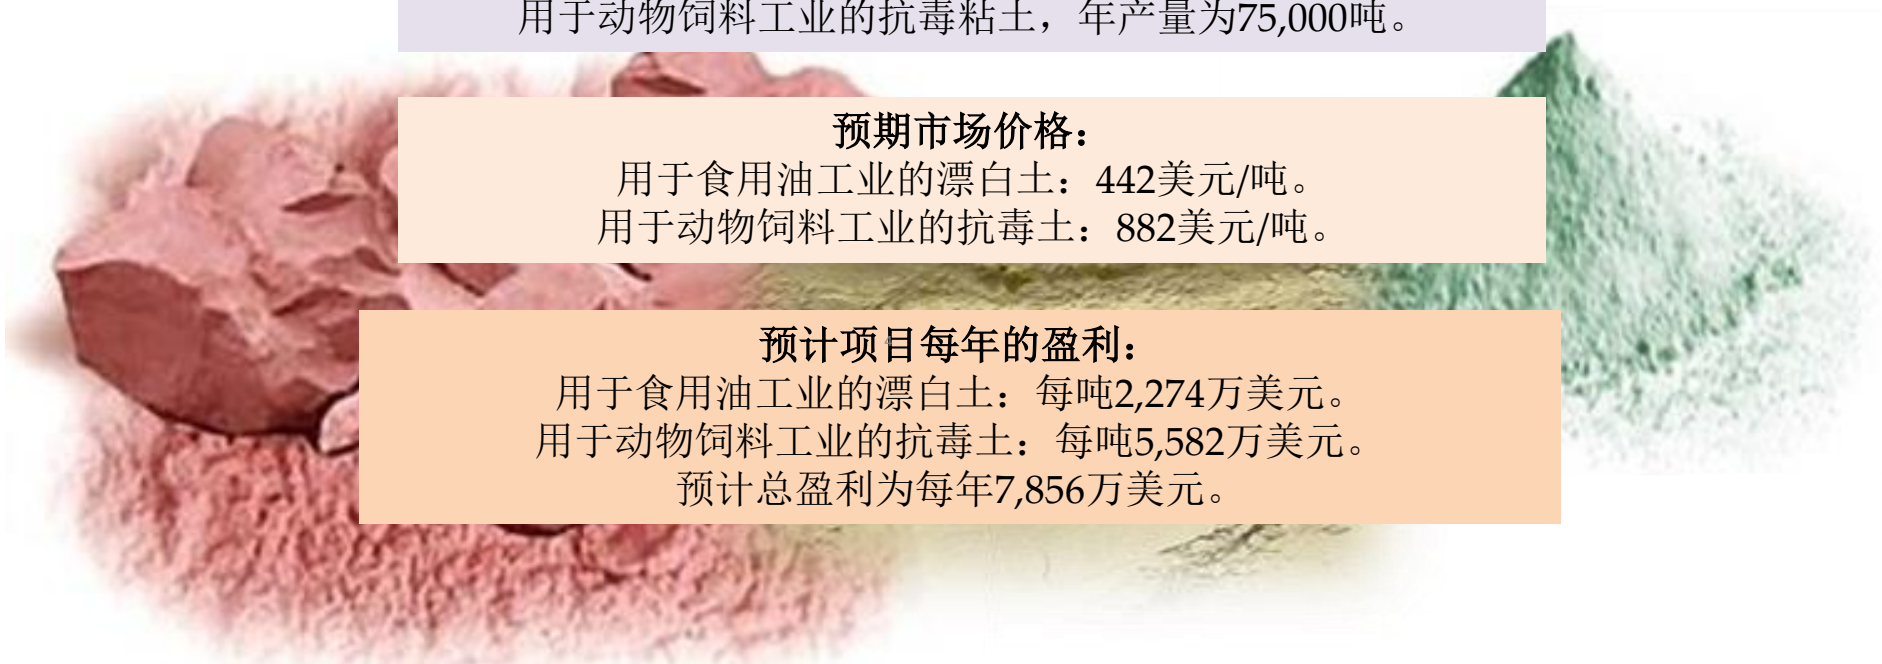 用于动物饲料工业的抗毒粘土，年产量为75,000吨。
预期市场价格：
用于食用油工业的漂白土：442美元/吨。
用于动物饲料工业的抗毒土：882美元/吨。
预计项目每年的盈利：
用于食用油工业的漂白土：每吨2,274万美元。
用于动物饲料工业的抗毒土：每吨5,582万美元。
预计总盈利为每年7,856万美元。